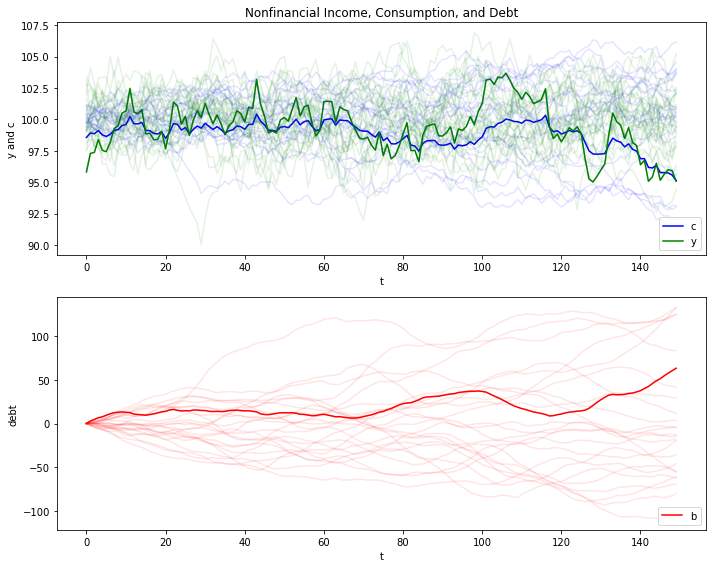 Nonfinancial Income, Consumption, and Debt
107.5
105.0
102.5
100.0
97.5
95.0
92.5
90.0
y and c
c
y
0 20 40 60 80 100 120 140
t
100
50
0
−50
−100
debt
b
0 20 40 60 80 100 120 140
t